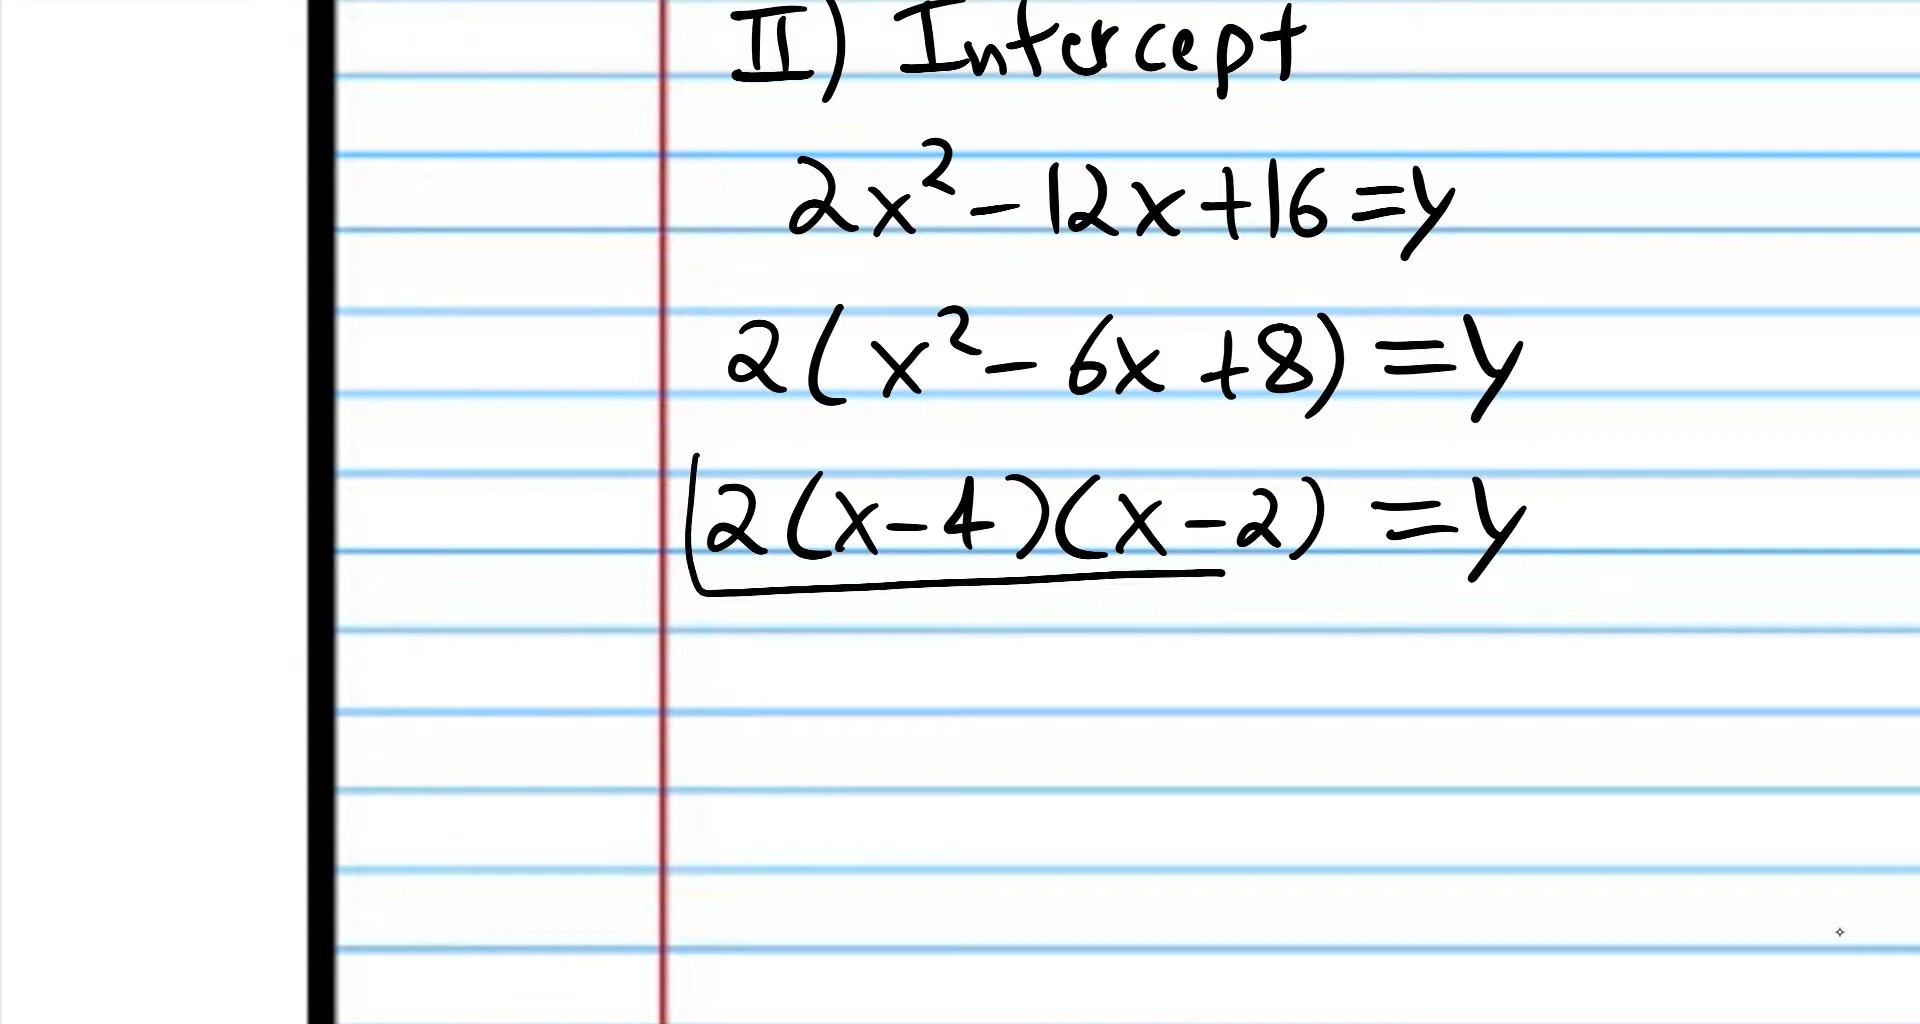 II) Intercept
2x² - 12x + 16 = y
2(x² - 6x + 8) = y
2(x - 4)(x - 2) = y